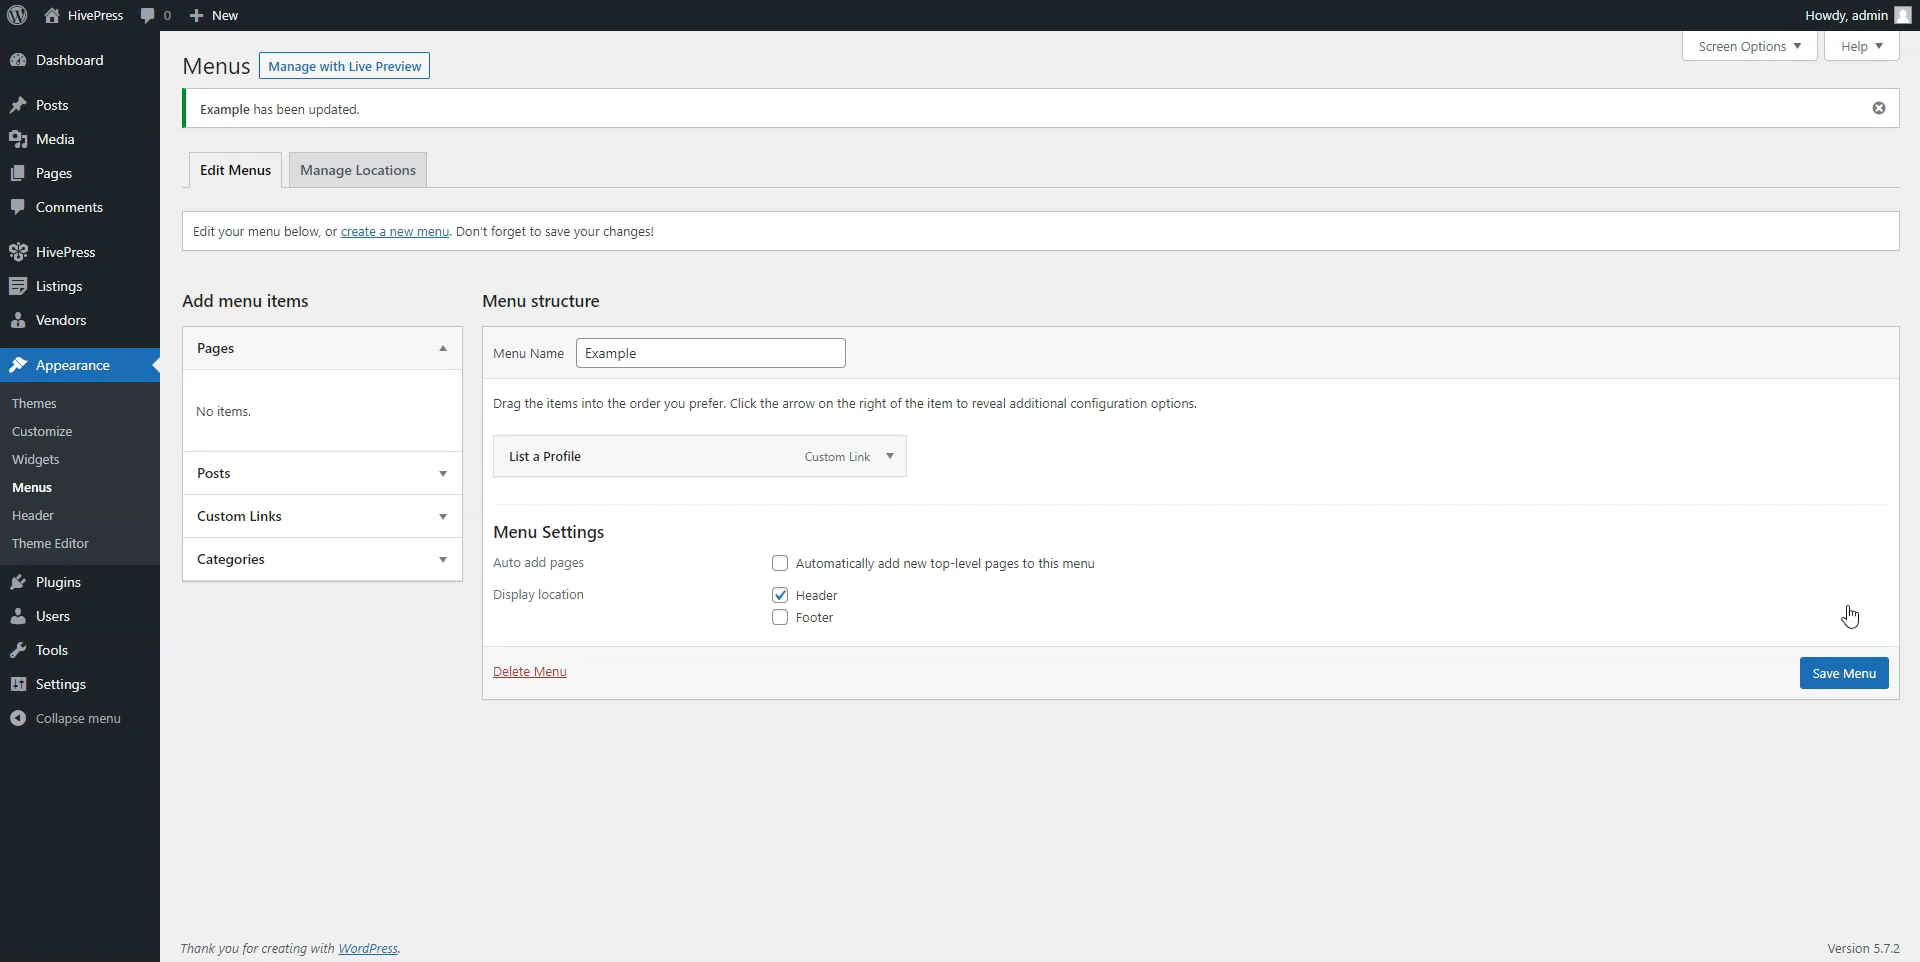 HivePress 0 New Howdy, admin
Dashboard
Posts
Media
Pages
Comments
HivePress
Listings
Vendors
Appearance
Themes
Customize
Widgets
Menus
Header
Theme Editor
Plugins
Users
Tools
Settings
Collapse menu
Screen Options Help
Menus Manage with Live Preview
Example has been updated.
Edit Menus Manage Locations
Edit your menu below, or create a new menu. Don't forget to save your changes!
Add menu items
Pages
No items.
Posts
Custom Links
Categories
Menu structure
Menu Name Example
Drag the items into the order you prefer. Click the arrow on the right of the item to reveal additional configuration options.
List a Profile Custom Link
Menu Settings
Auto add pages Automatically add new top-level pages to this menu
Display location Header
Footer
Delete Menu Save Menu
Thank you for creating with WordPress. Version 5.7.2